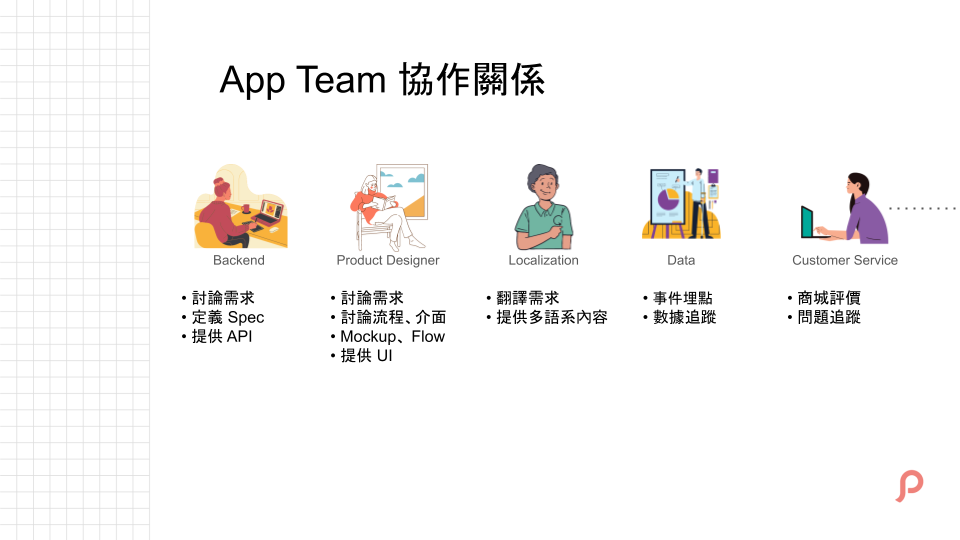 App Team 協作關係
Backend
• 討論需求
• 定義 Spec
• 提供 API
Product Designer
• 討論需求
• 討論流程、介面
• Mockup、Flow
• 提供 UI
Localization
• 翻譯需求
• 提供多語系內容
Data
• 事件埋點
• 數據追蹤
Customer Service
• 商城評價
• 問題追蹤